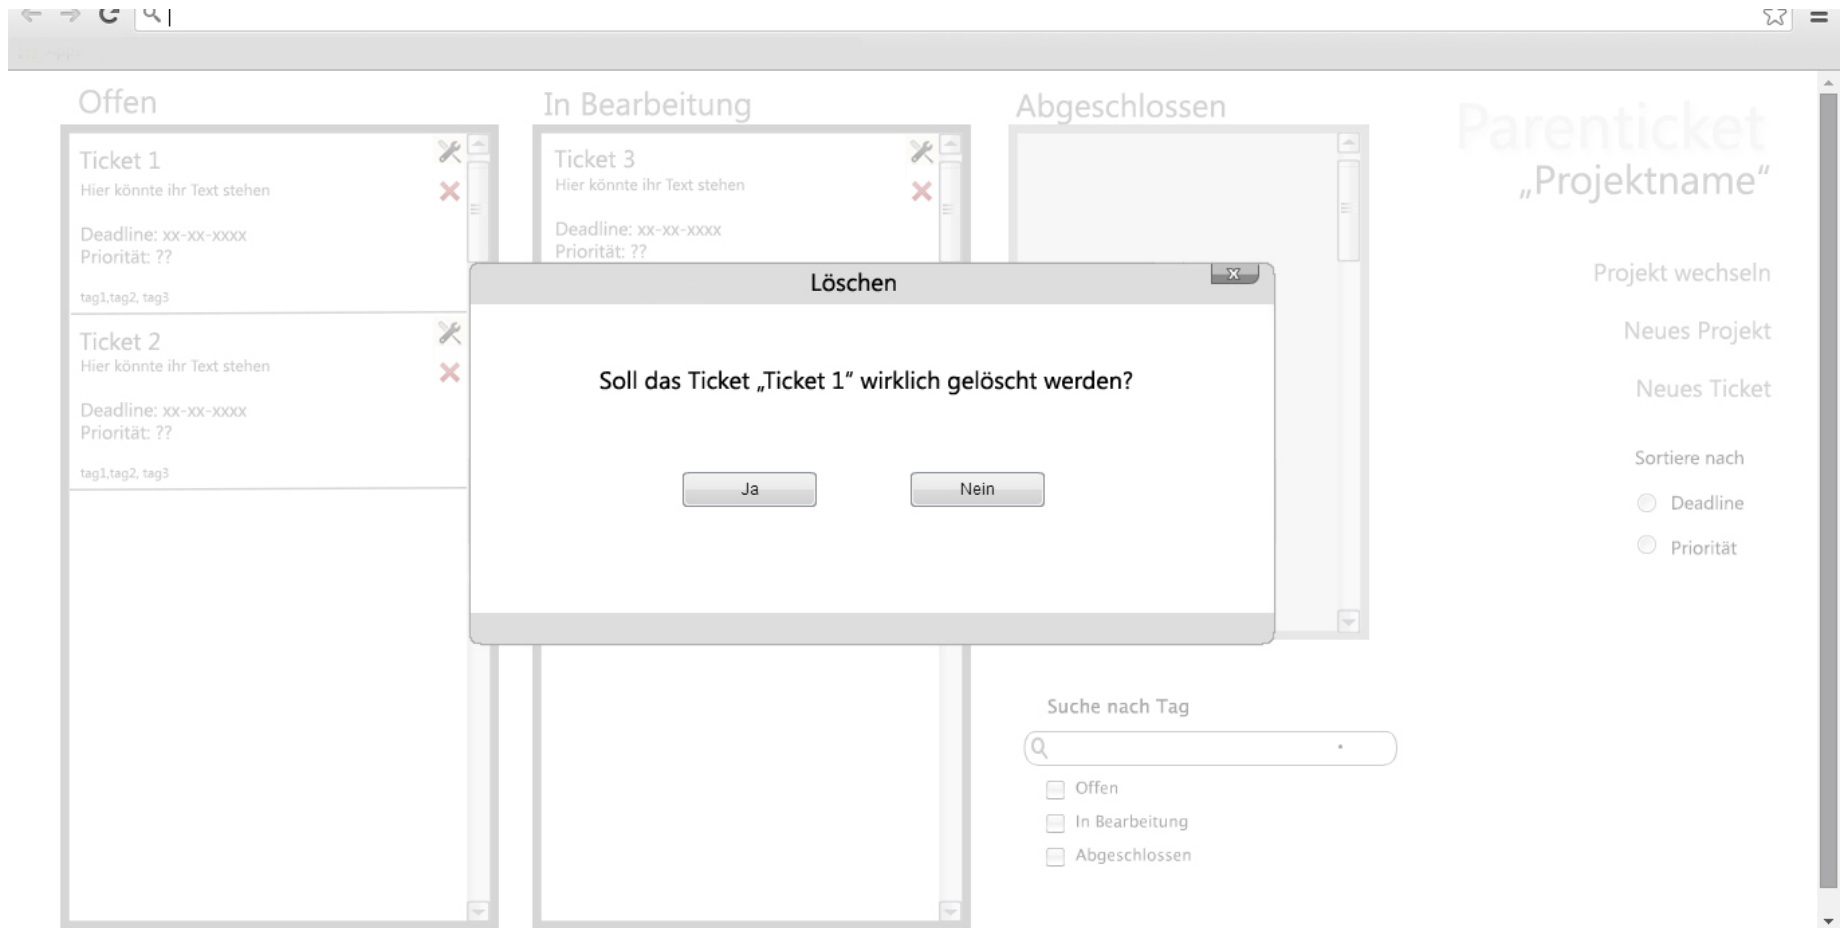 Offen
Ticket 1
Hier könnte ihr Text stehen
Deadline: xx-xx-xxxx
Priorität: ??
tag1,tag2, tag3
Ticket 2
Hier könnte ihr Text stehen
Deadline: xx-xx-xxxx
Priorität: ??
tag1,tag2, tag3
In Bearbeitung
Ticket 3
Hier könnte ihr Text stehen
Deadline: xx-xx-xxxx
Priorität: ??
Abgeschlossen
Löschen
x
Soll das Ticket „Ticket 1“ wirklich gelöscht werden?
Ja
Nein
Parenticket
„Projektname“
Projekt wechseln
Neues Projekt
Neues Ticket
Sortiere nach
Deadline
Priorität
Suche nach Tag
Offen
In Bearbeitung
Abgeschlossen